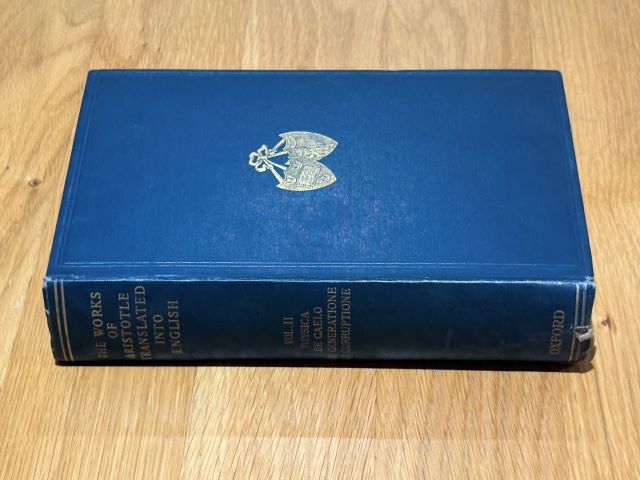 THE WORKS
OF
ARISTOTLE
TRANSLATED
INTO
ENGLISH
VOL. II
PHYSICA
DE CAELO
DE GENERATIONE
ET CORRUPTIONE
OXFORD